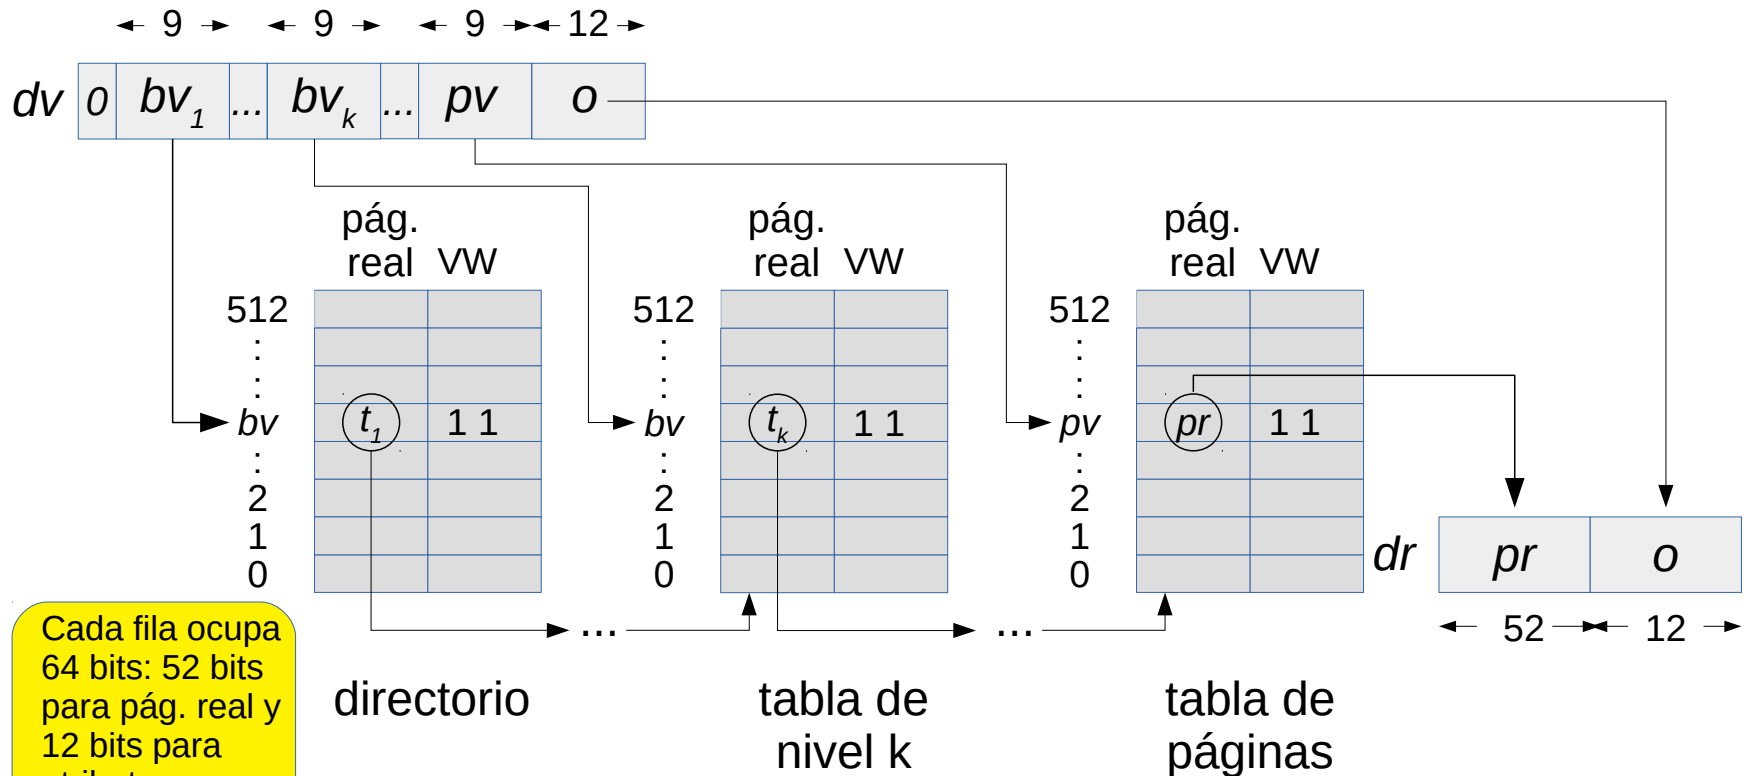 9 9 9 12
dv 0 bv1 ... bvk ... pv o
pág. real VW
512
:
:
bv t1 1 1
:
2
1
0
directorio
pág. real VW
512
:
:
bv tk 1 1
:
2
1
0
tabla de
nivel k
pág. real VW
512
:
:
pv pr 1 1
:
2
1
0
tabla de
páginas
... ...
dr pr o
52 12
Cada fila ocupa
64 bits: 52 bits
para pág. real y
12 bits para